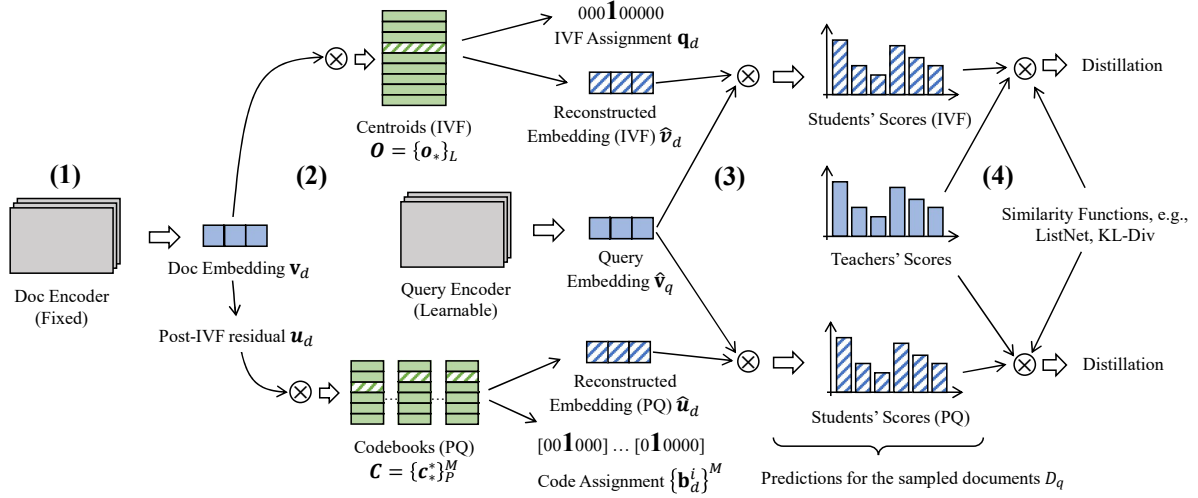 000100000
IVF Assignment q_d
Centroids (IVF)
O = {o_*}_L
Reconstructed
Embedding (IVF) v̂_d
Students' Scores (IVF)
Distillation
(1)
(2)
(3)
(4)
Doc Encoder
(Fixed)
Doc Embedding v_d
Query Encoder
(Learnable)
Query
Embedding v̂_q
Teachers' Scores
Similarity Functions, e.g.,
ListNet, KL-Div
Post-IVF residual u_d
Codebooks (PQ)
C = {c_*^*}_P^M
Reconstructed
Embedding (PQ) û_d
[001000] … [010000]
Code Assignment {b_d^i}^M
Students' Scores (PQ)
Distillation
Predictions for the sampled documents D_q